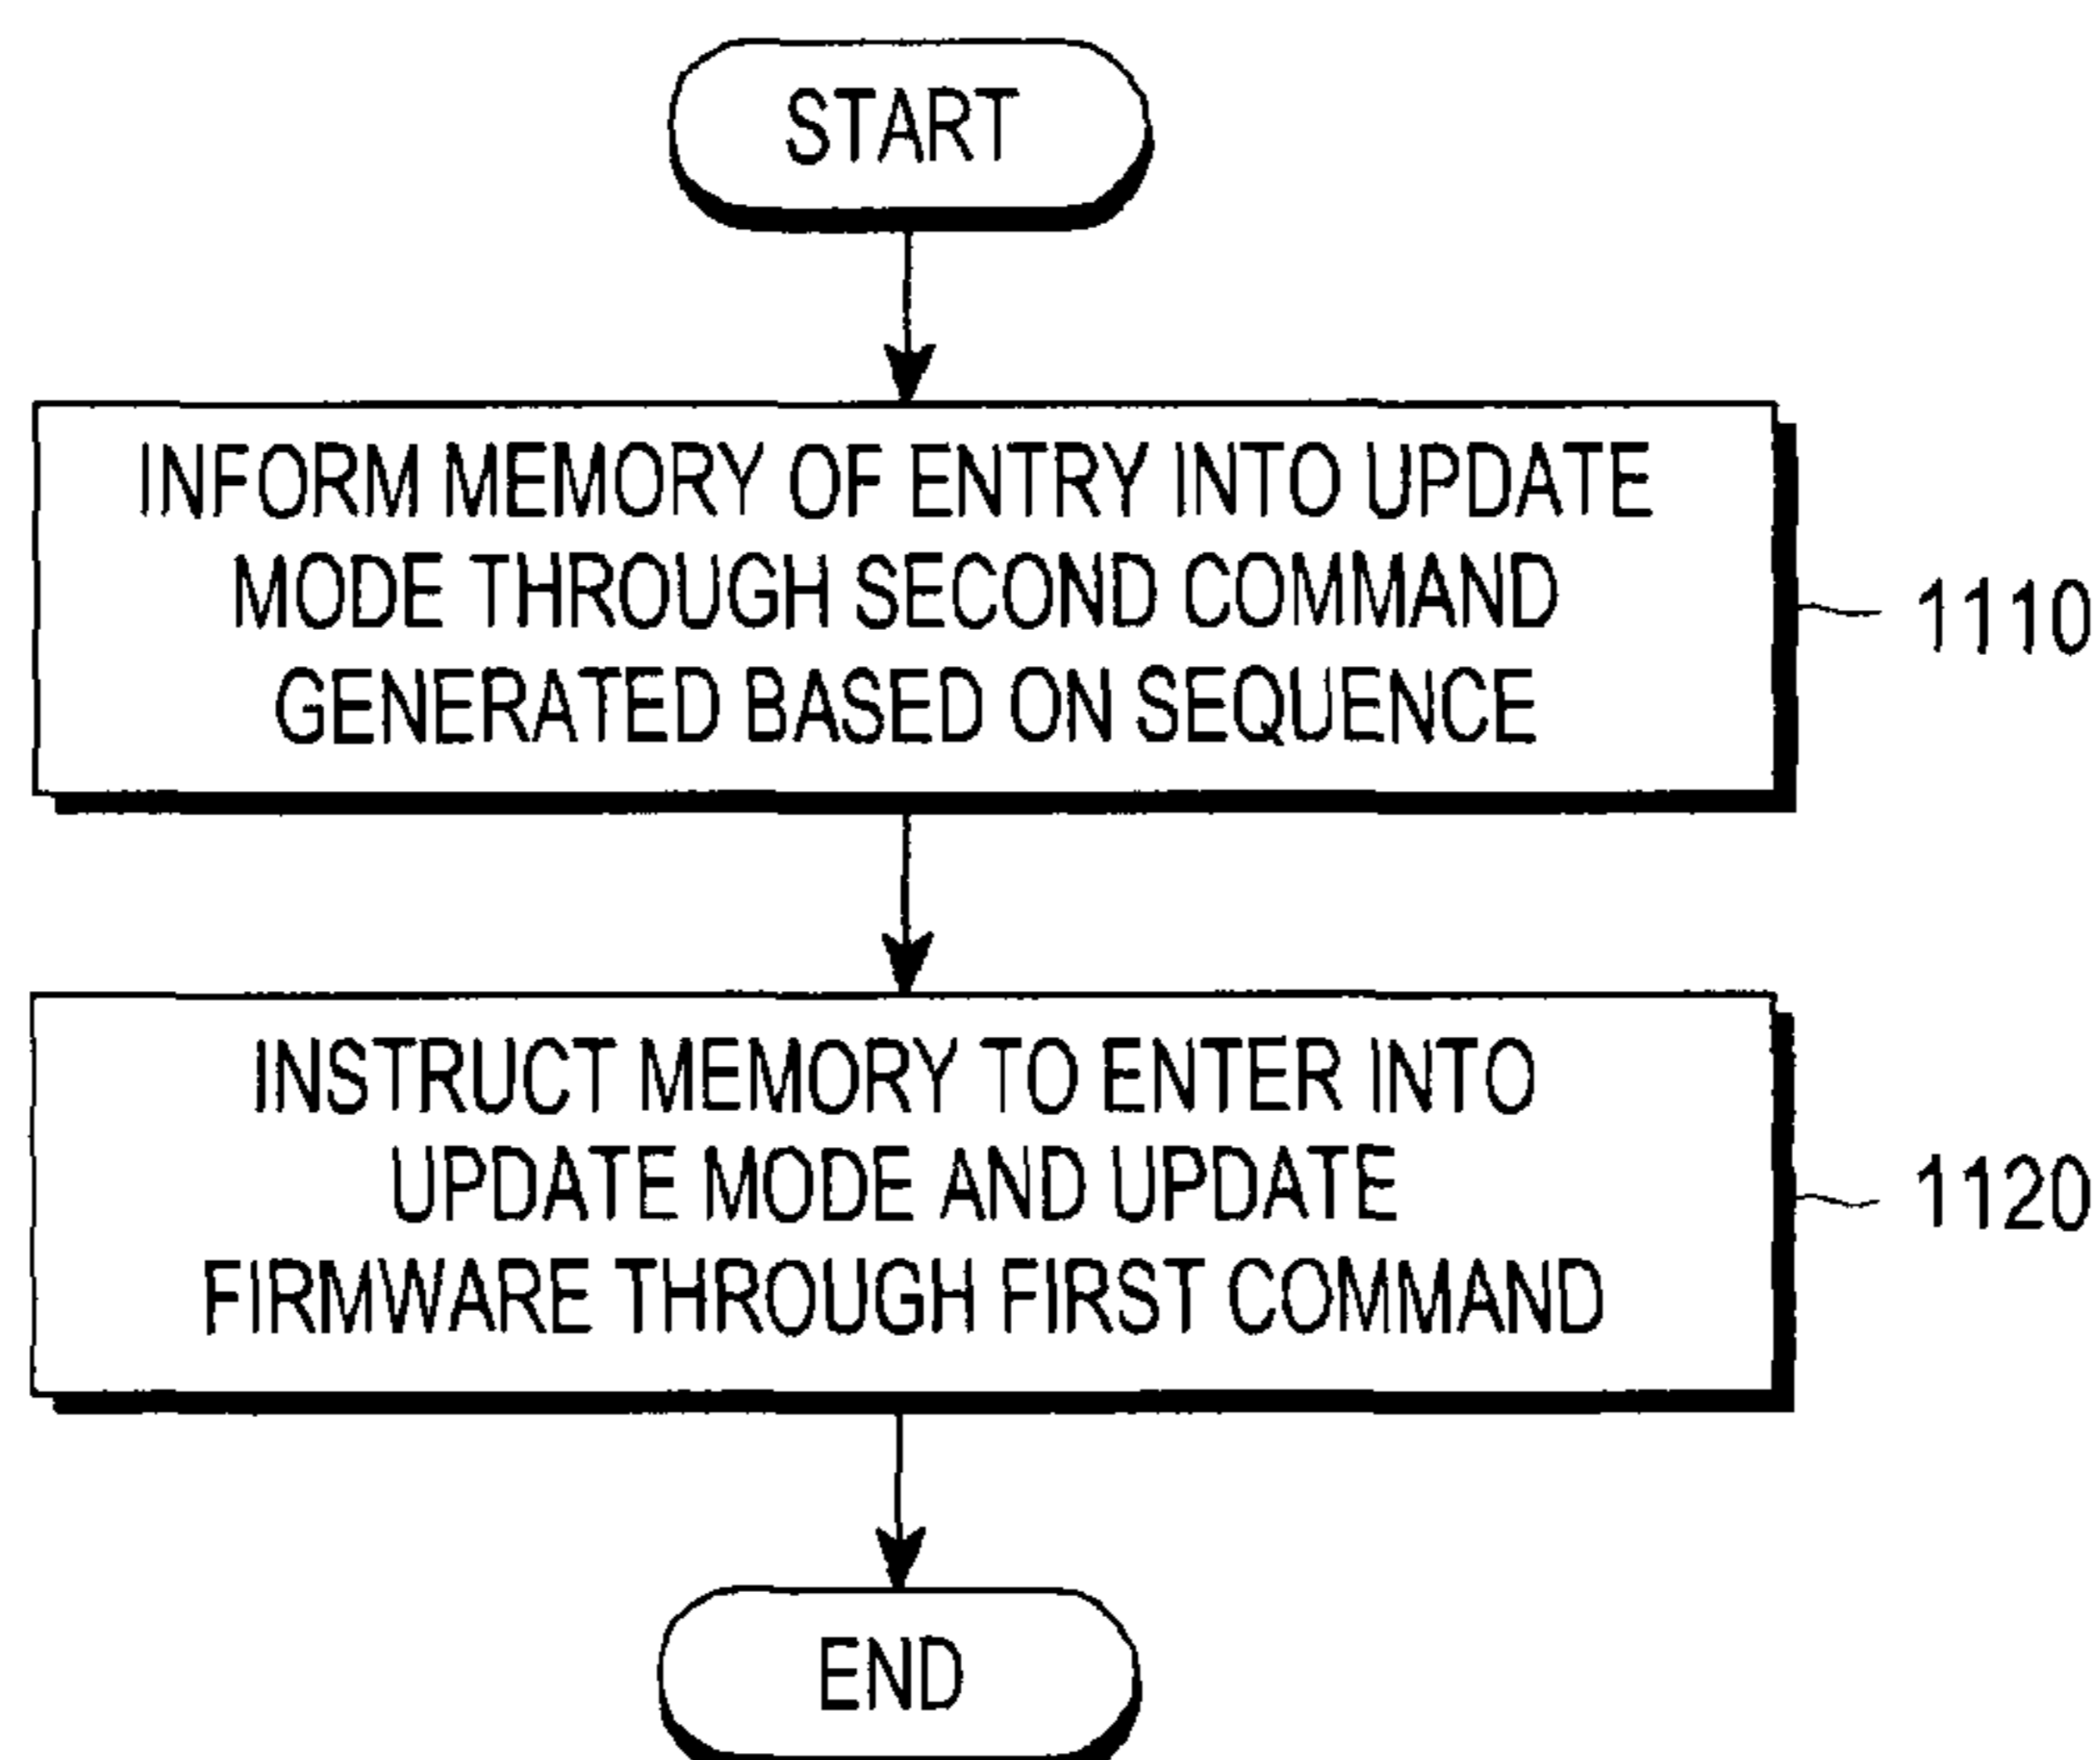 START
INFORM MEMORY OF ENTRY INTO UPDATE
MODE THROUGH SECOND COMMAND
GENERATED BASED ON SEQUENCE
1110
INSTRUCT MEMORY TO ENTER INTO
UPDATE MODE AND UPDATE
FIRMWARE THROUGH FIRST COMMAND
1120
END